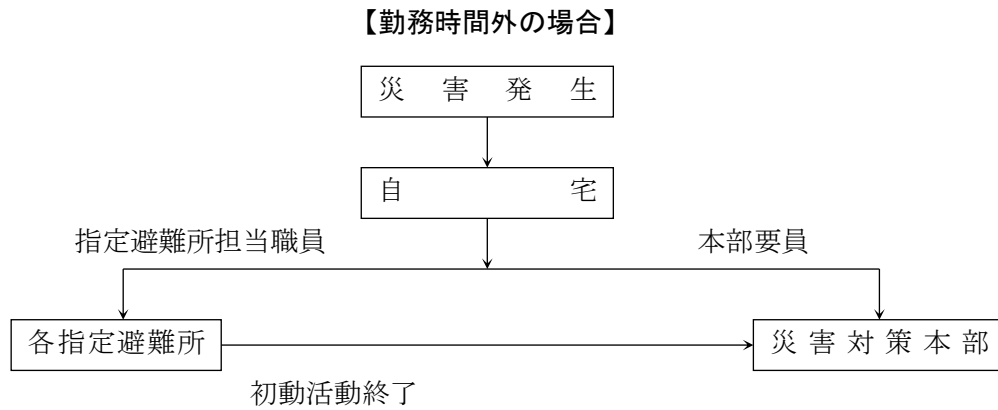 【勤務時間外の場合】
災害発生
自宅
指定避難所担当職員
本部要員
各指定避難所
災害対策本部
初動活動終了